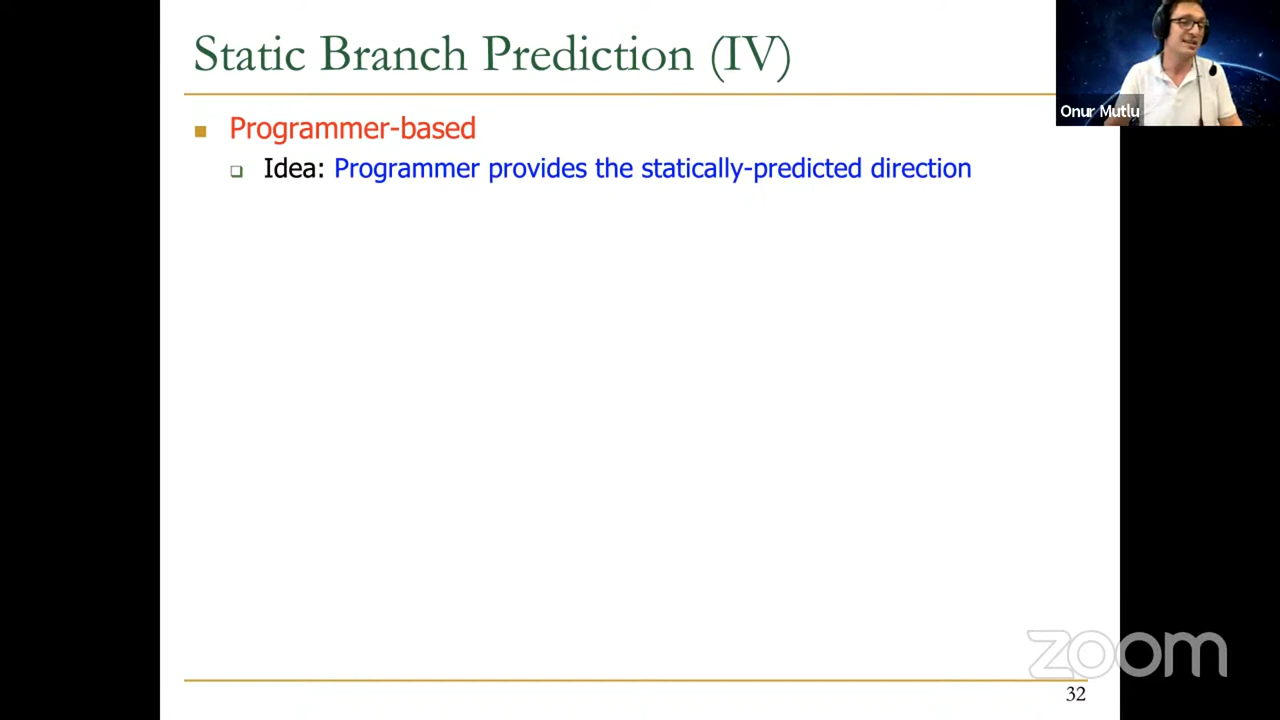 Static Branch Prediction (IV)
Onur Mutlu
Programmer-based
Idea: Programmer provides the statically-predicted direction
zoom
32